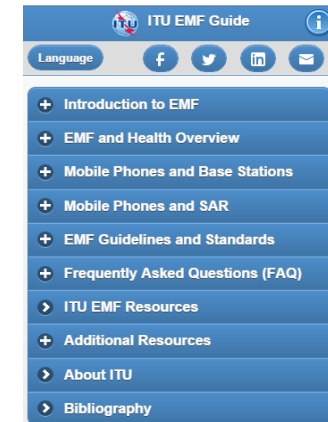 ITU EMF Guide
Language
Introduction to EMF
EMF and Health Overview
Mobile Phones and Base Stations
Mobile Phones and SAR
EMF Guidelines and Standards
Frequently Asked Questions (FAQ)
ITU EMF Resources
Additional Resources
About ITU
Bibliography